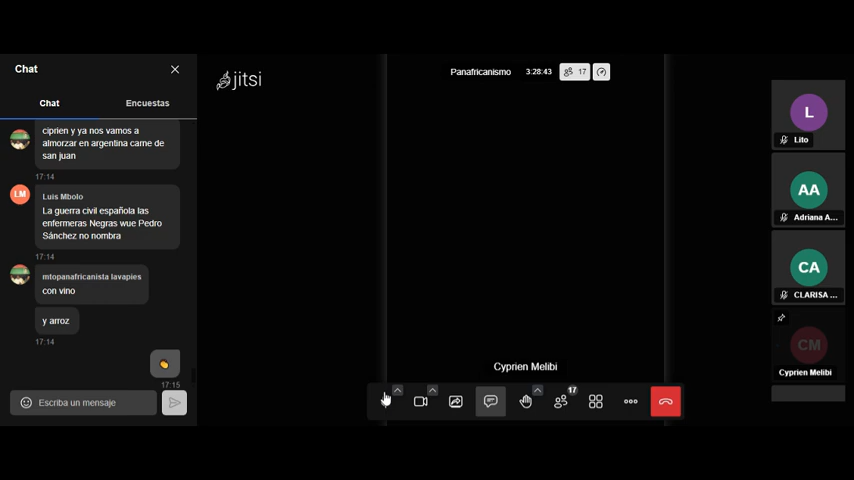 Chat
Chat
Encuestas
ciprien y ya nos vamos a
almorzar en argentina carne de
san juan
17:14
LM
Luis Mbolo
La guerra civil española las
enfermeras Negras wue Pedro
Sánchez no nombra
17:14
mtopanafricanista lavapies
con vino
y arroz
17:14
17:15
Escriba un mensaje
jitsi
Panafricanismo
3:28:43
17
Cyprien Melibi
17
L
Lito
AA
Adriana A...
CA
CLARISA ...
CM
Cyprien Melibi